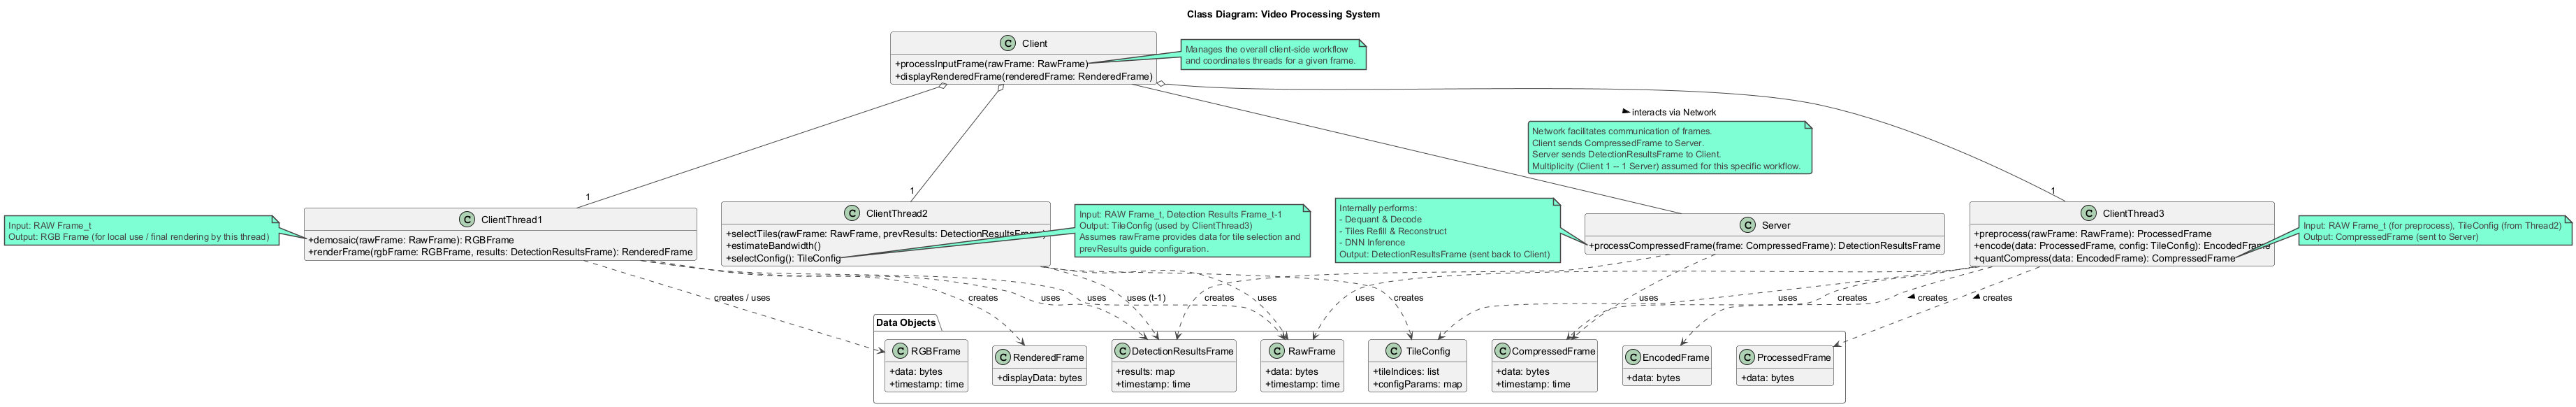 Class Diagram: Video Processing System
C Client
+processInputFrame(rawFrame: RawFrame)
+displayRenderedFrame(renderedFrame: RenderedFrame)
Manages the overall client-side workflow
and coordinates threads for a given frame.
interacts via Network
Network facilitates communication of frames.
Client sends CompressedFrame to Server.
Server sends DetectionResultsFrame to Client.
Multiplicity (Client 1 -- 1 Server) assumed for this specific workflow.
1
1
1
Input: RAW Frame_t
Output: RGB Frame (for local use / final rendering by this thread)
C ClientThread1
+demosaic(rawFrame: RawFrame): RGBFrame
+renderFrame(rgbFrame: RGBFrame, results: DetectionResultsFrame): RenderedFrame
C ClientThread2
+selectTiles(rawFrame: RawFrame, prevResults: DetectionResultsFrame)
+estimateBandwidth()
+selectConfig(): TileConfig
Input: RAW Frame_t, Detection Results Frame_t-1
Output: TileConfig (used by ClientThread3)
Assumes rawFrame provides data for tile selection and
prevResults guide configuration.
Internally performs:
- Dequant & Decode
- Tiles Refill & Reconstruct
- DNN Inference
Output: DetectionResultsFrame (sent back to Client)
C Server
+processCompressedFrame(frame: CompressedFrame): DetectionResultsFrame
C ClientThread3
+preprocess(rawFrame: RawFrame): ProcessedFrame
+encode(data: ProcessedFrame, config: TileConfig): EncodedFrame
+quantCompress(data: EncodedFrame): CompressedFrame
Input: RAW Frame_t (for preprocess), TileConfig (from Thread2)
Output: CompressedFrame (sent to Server)
creates / uses
creates
uses
uses
uses (t-1)
creates
uses
uses
creates
uses
uses
creates
creates
creates
Data Objects
C RGBFrame
+data: bytes
+timestamp: time
C RenderedFrame
+displayData: bytes
C DetectionResultsFrame
+results: map
+timestamp: time
C RawFrame
+data: bytes
+timestamp: time
C TileConfig
+tileIndices: list
+configParams: map
C CompressedFrame
+data: bytes
+timestamp: time
C EncodedFrame
+data: bytes
C ProcessedFrame
+data: bytes